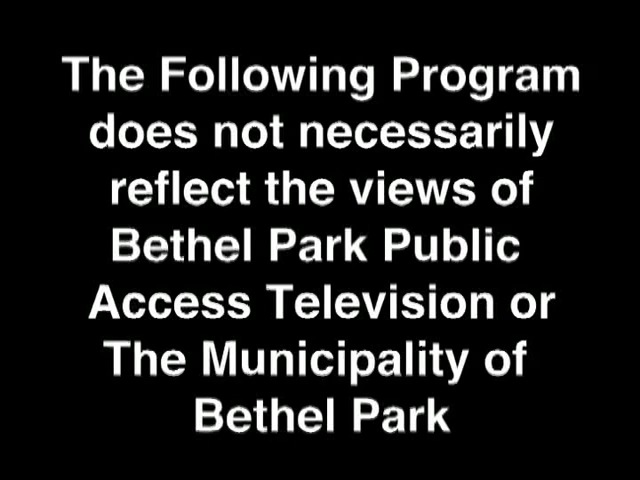 The Following Program
does not necessarily
reflect the views of
Bethel Park Public
Access Television or
The Municipality of
Bethel Park